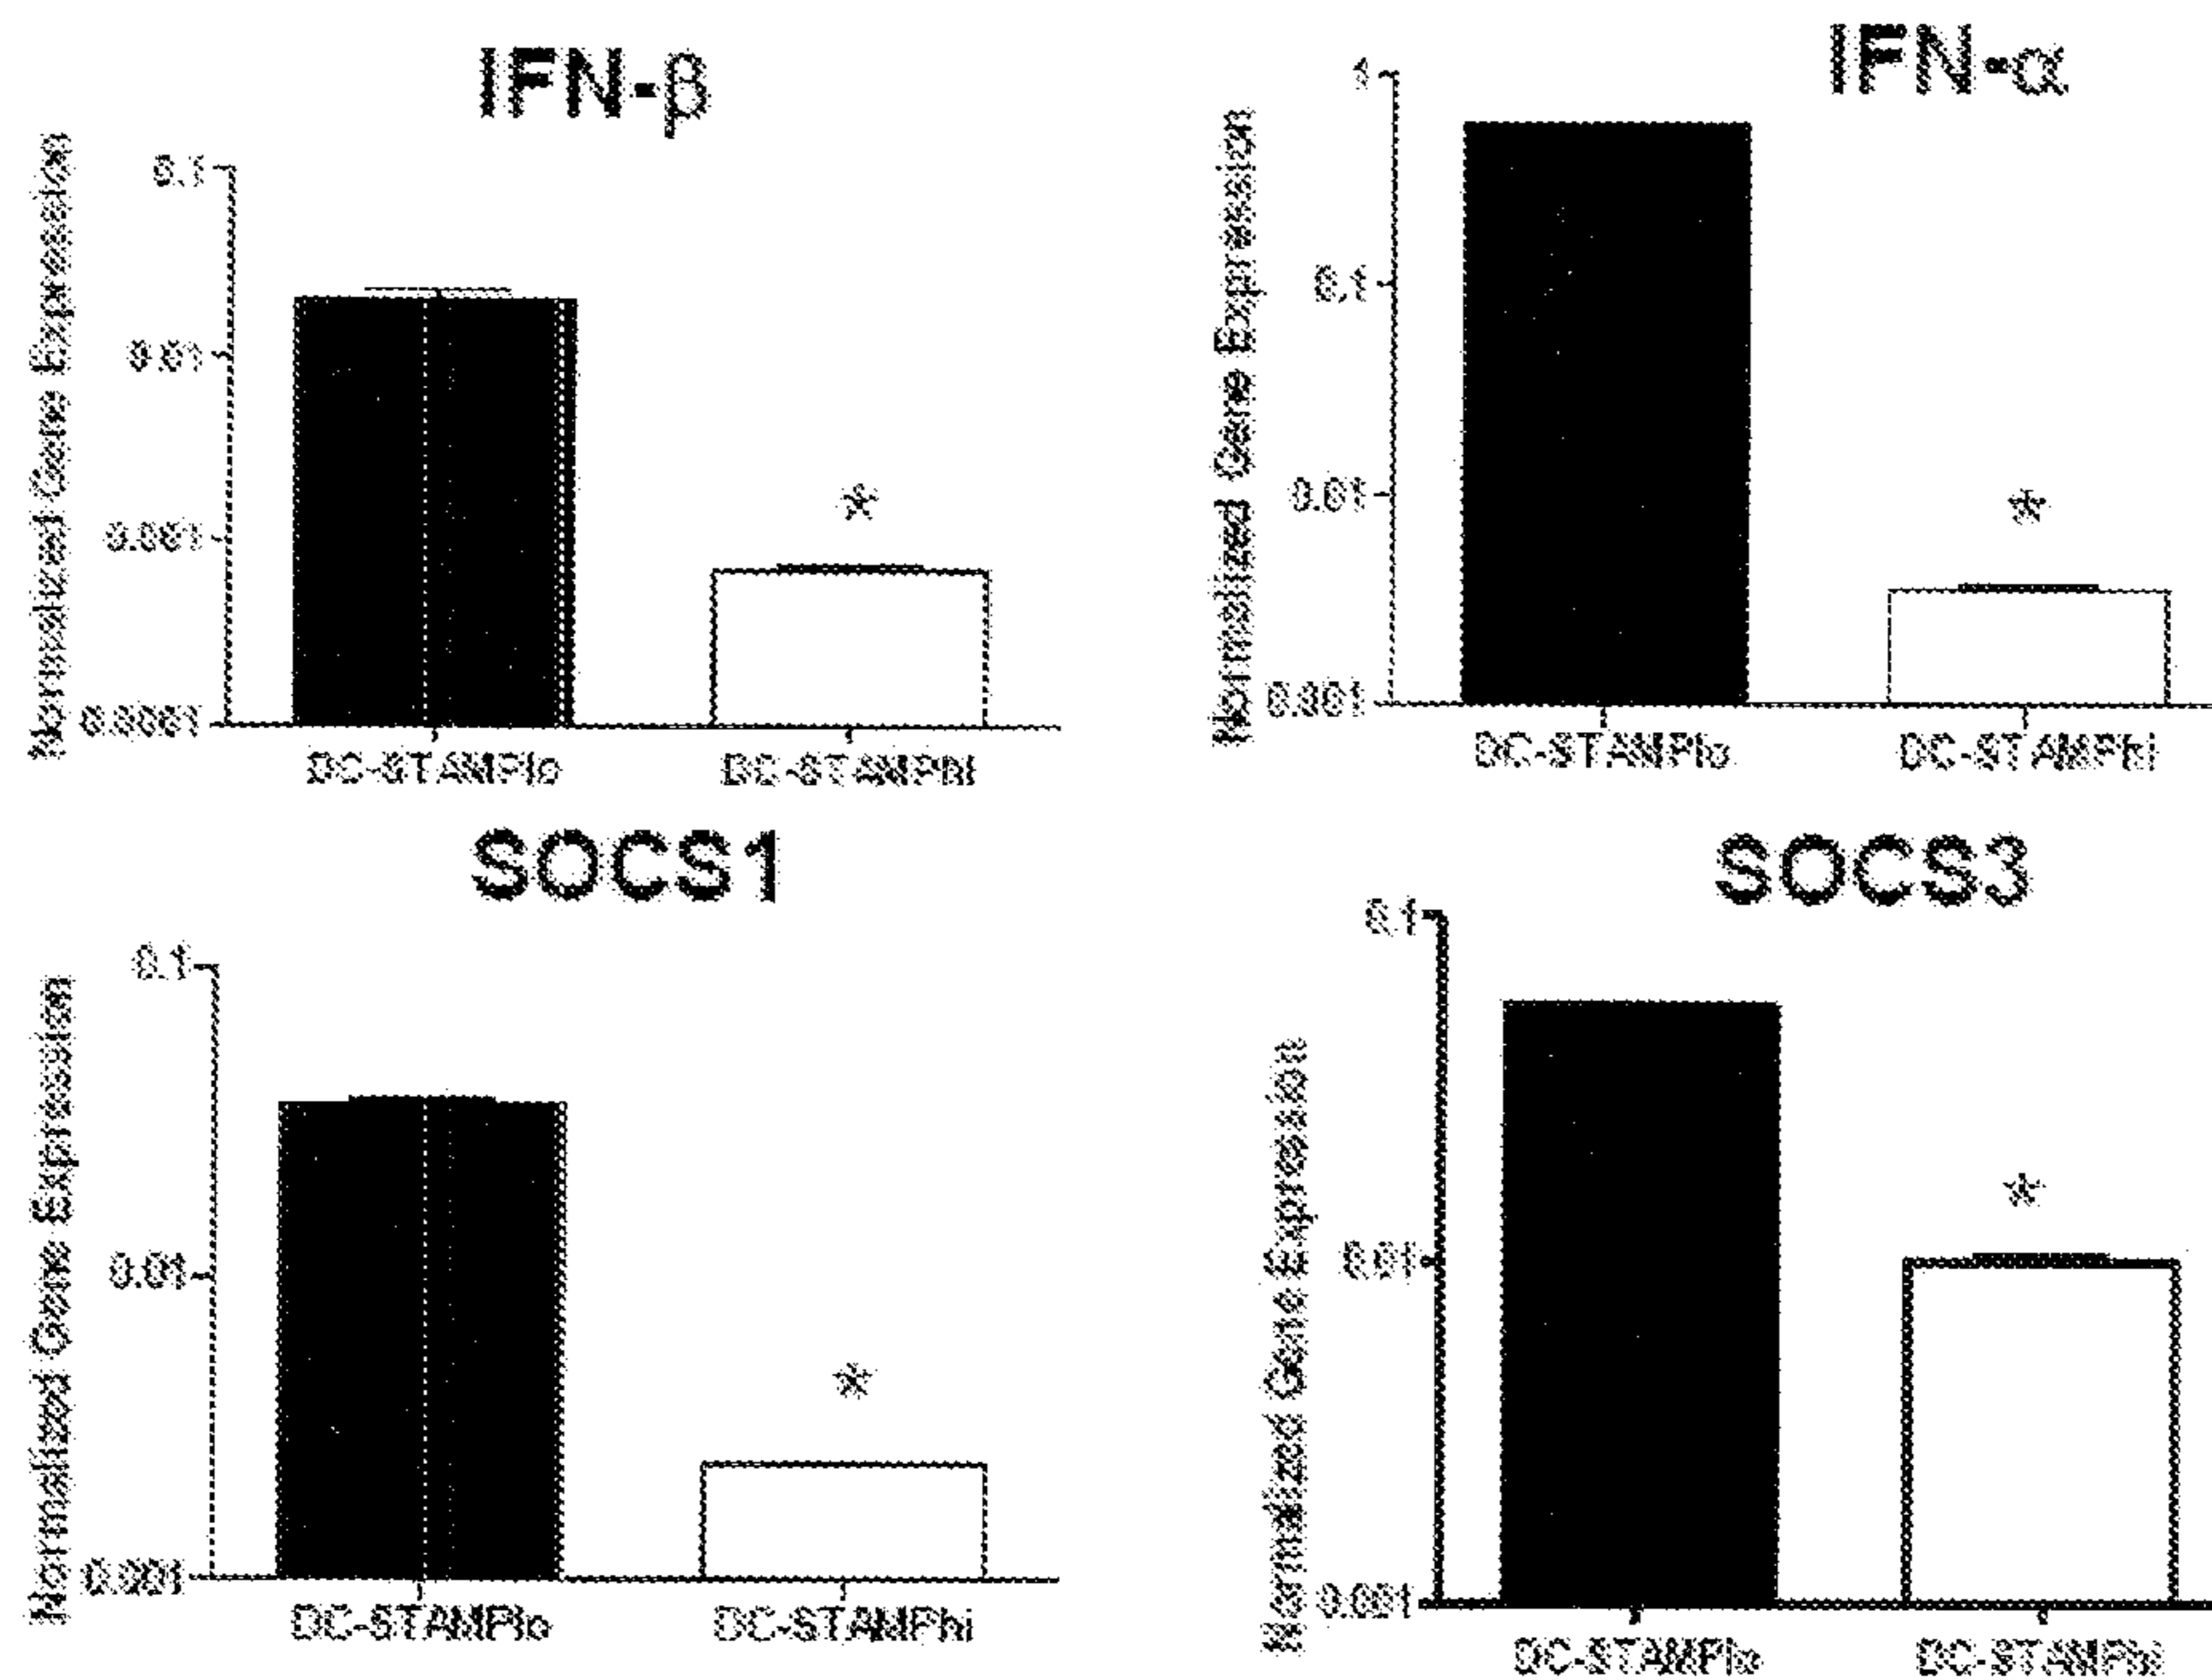 IFN-β
Normalized Gene Expression
0.1
0.01
0.001
0.0001
DC-STAMPlo
DC-STAMPhi
*
IFN-α
Normalized Gene Expression
1
0.1
0.01
0.001
DC-STAMPlo
DC-STAMPhi
*
SOCS1
Normalized Gene Expression
0.1
0.01
0.001
DC-STAMPlo
DC-STAMPhi
*
SOCS3
Normalized Gene Expression
0.1
0.01
0.001
DC-STAMPlo
DC-STAMPhi
*